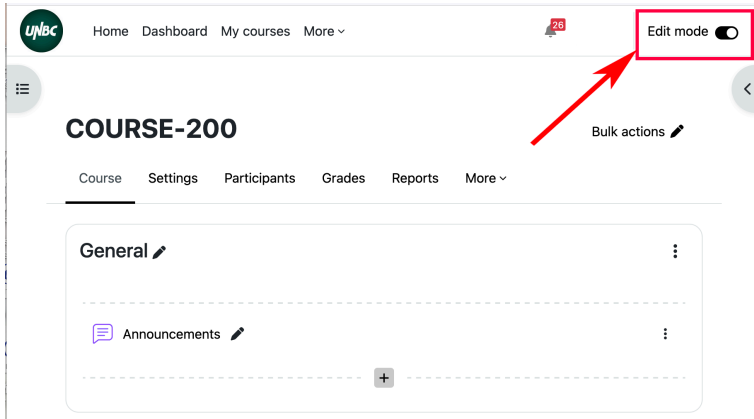 UNBC Home Dashboard My courses More 26 Edit mode
COURSE-200
Bulk actions
Course Settings Participants Grades Reports More
General
Announcements